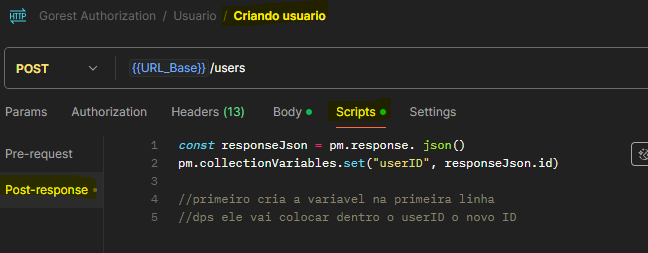 HTTP Gorest Authorization / Usuario / Criando usuario
POST {{URL_Base}} /users
Params Authorization Headers (13) Body Scripts Settings
Pre-request
Post-response
1 const responseJson = pm.response. json()
2 pm.collectionVariables.set("userID", responseJson.id)
3
4 //primeiro cria a variavel na primeira linha
5 //dps ele vai colocar dentro o userID o novo ID